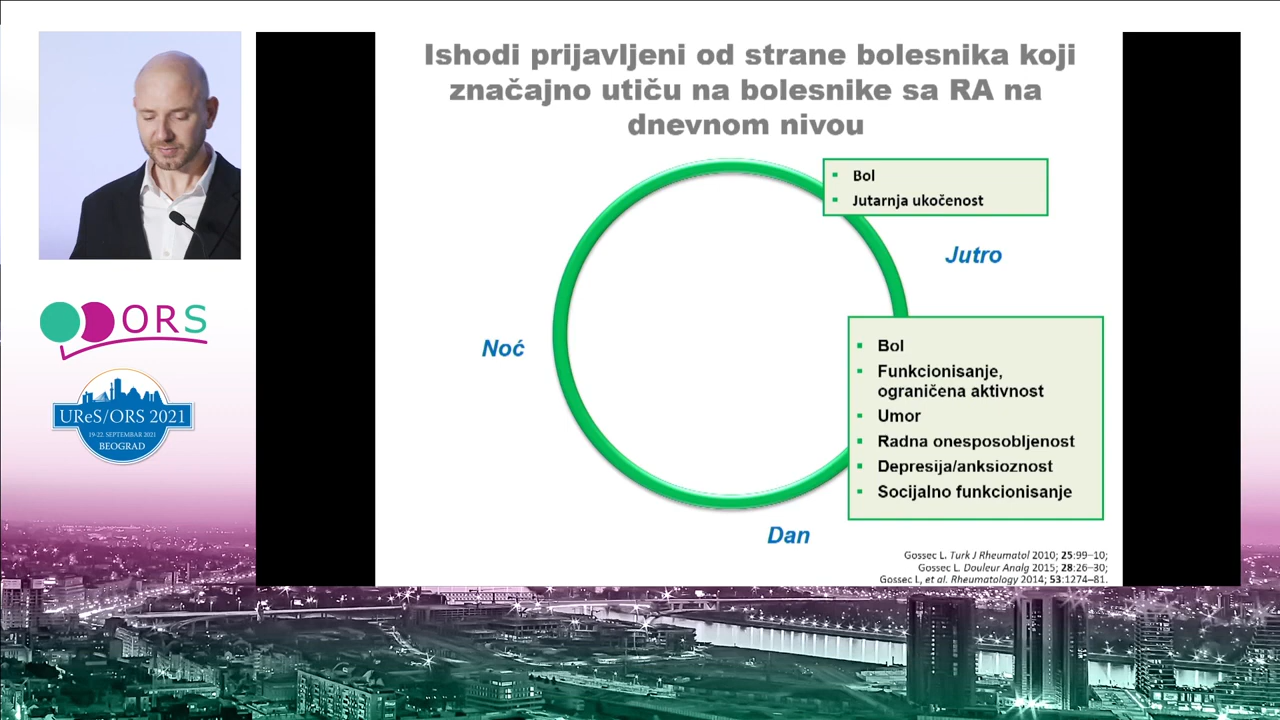 Ishodi prijavljeni od strane bolesnika koji
značajno utiču na bolesnike sa RA na
dnevnom nivou
Bol
Jutarnja ukočenost
Jutro
Noć
Bol
Funkcionisanje,
ograničena aktivnost
Umor
Radna onesposobljenost
Depresija/anksioznost
Socijalno funkcionisanje
Dan
Gossec L. Turk J Rheumatol 2010; 25:99–10;
Gossec L. Douleur Analg 2015; 28:26–30;
Gossec L, et al. Rheumatology 2014; 53:1274–81.
ORS
UReS/ORS 2021
19-22. SEPTEMBAR 2021
BEOGRAD